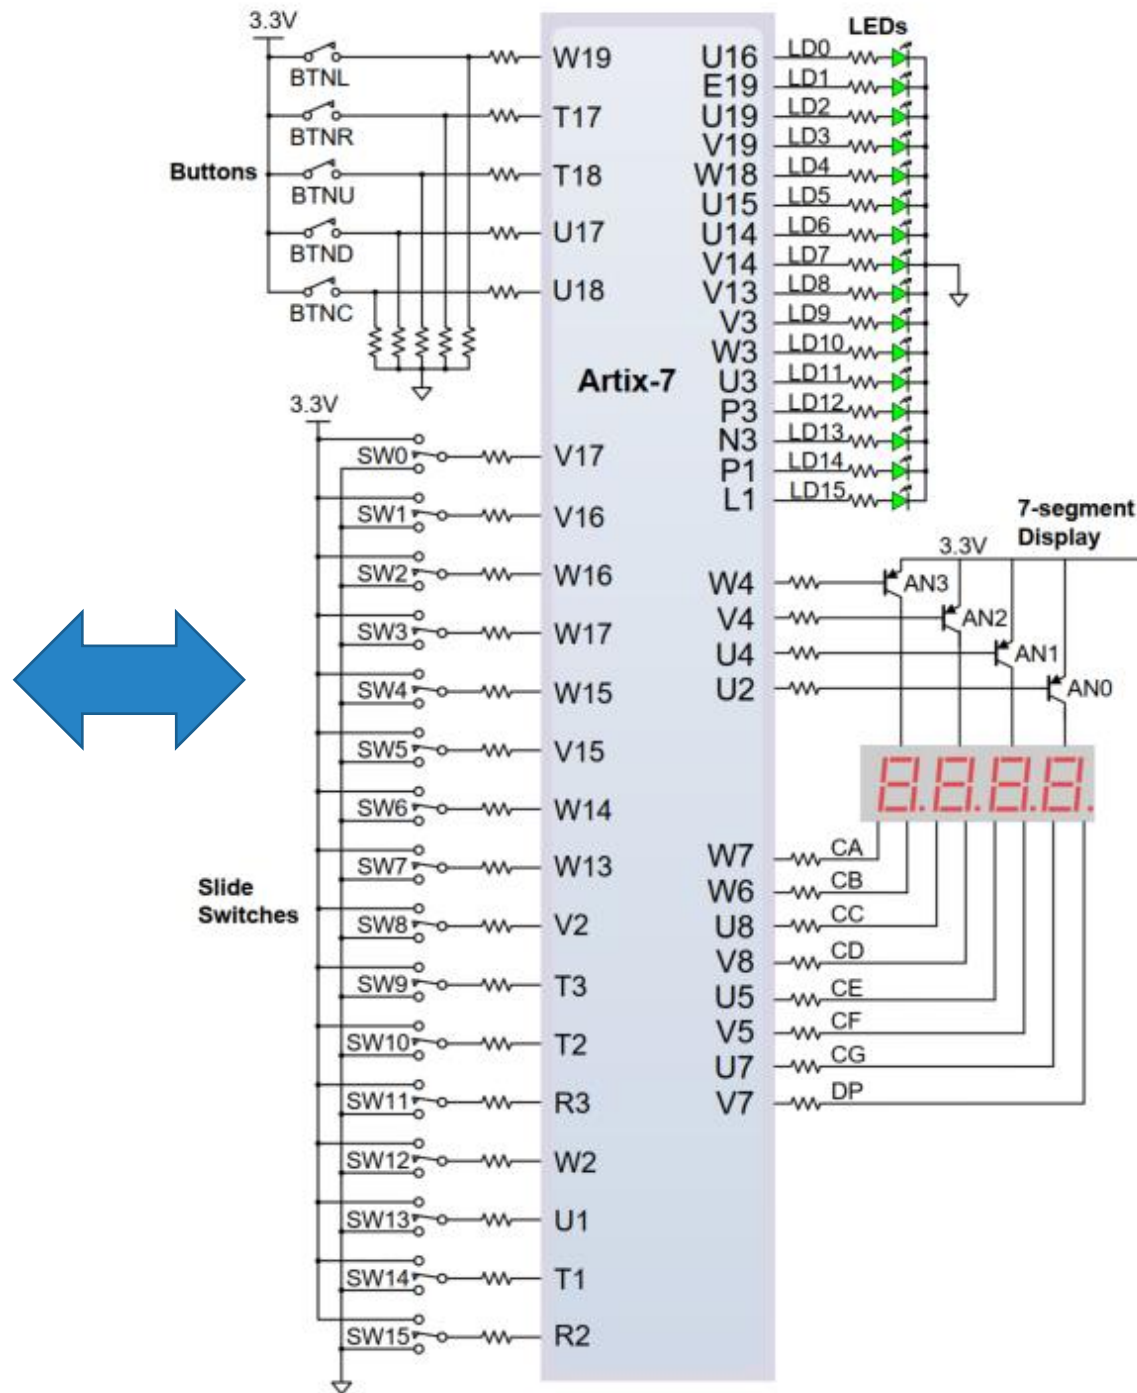 3.3V
BTNL
BTNR
BTNU
BTND
BTNC
Buttons
W19
T17
T18
U17
U18
Artix-7
3.3V
SW0
SW1
SW2
SW3
SW4
SW5
SW6
SW7
SW8
SW9
SW10
SW11
SW12
SW13
SW14
SW15
Slide
Switches
V17
V16
W16
W17
W15
V15
W14
W13
V2
T3
T2
R3
W2
U1
T1
R2
LEDs
U16 LD0
E19 LD1
U19 LD2
V19 LD3
W18 LD4
U15 LD5
U14 LD6
V14 LD7
V13 LD8
V3 LD9
W3 LD10
U3 LD11
P3 LD12
N3 LD13
P1 LD14
L1 LD15
7-segment
Display
3.3V
W4 AN3
V4 AN2
U4 AN1
U2 AN0
8.8.8.8.
W7 CA
W6 CB
U8 CC
V8 CD
U5 CE
V5 CF
U7 CG
V7 DP